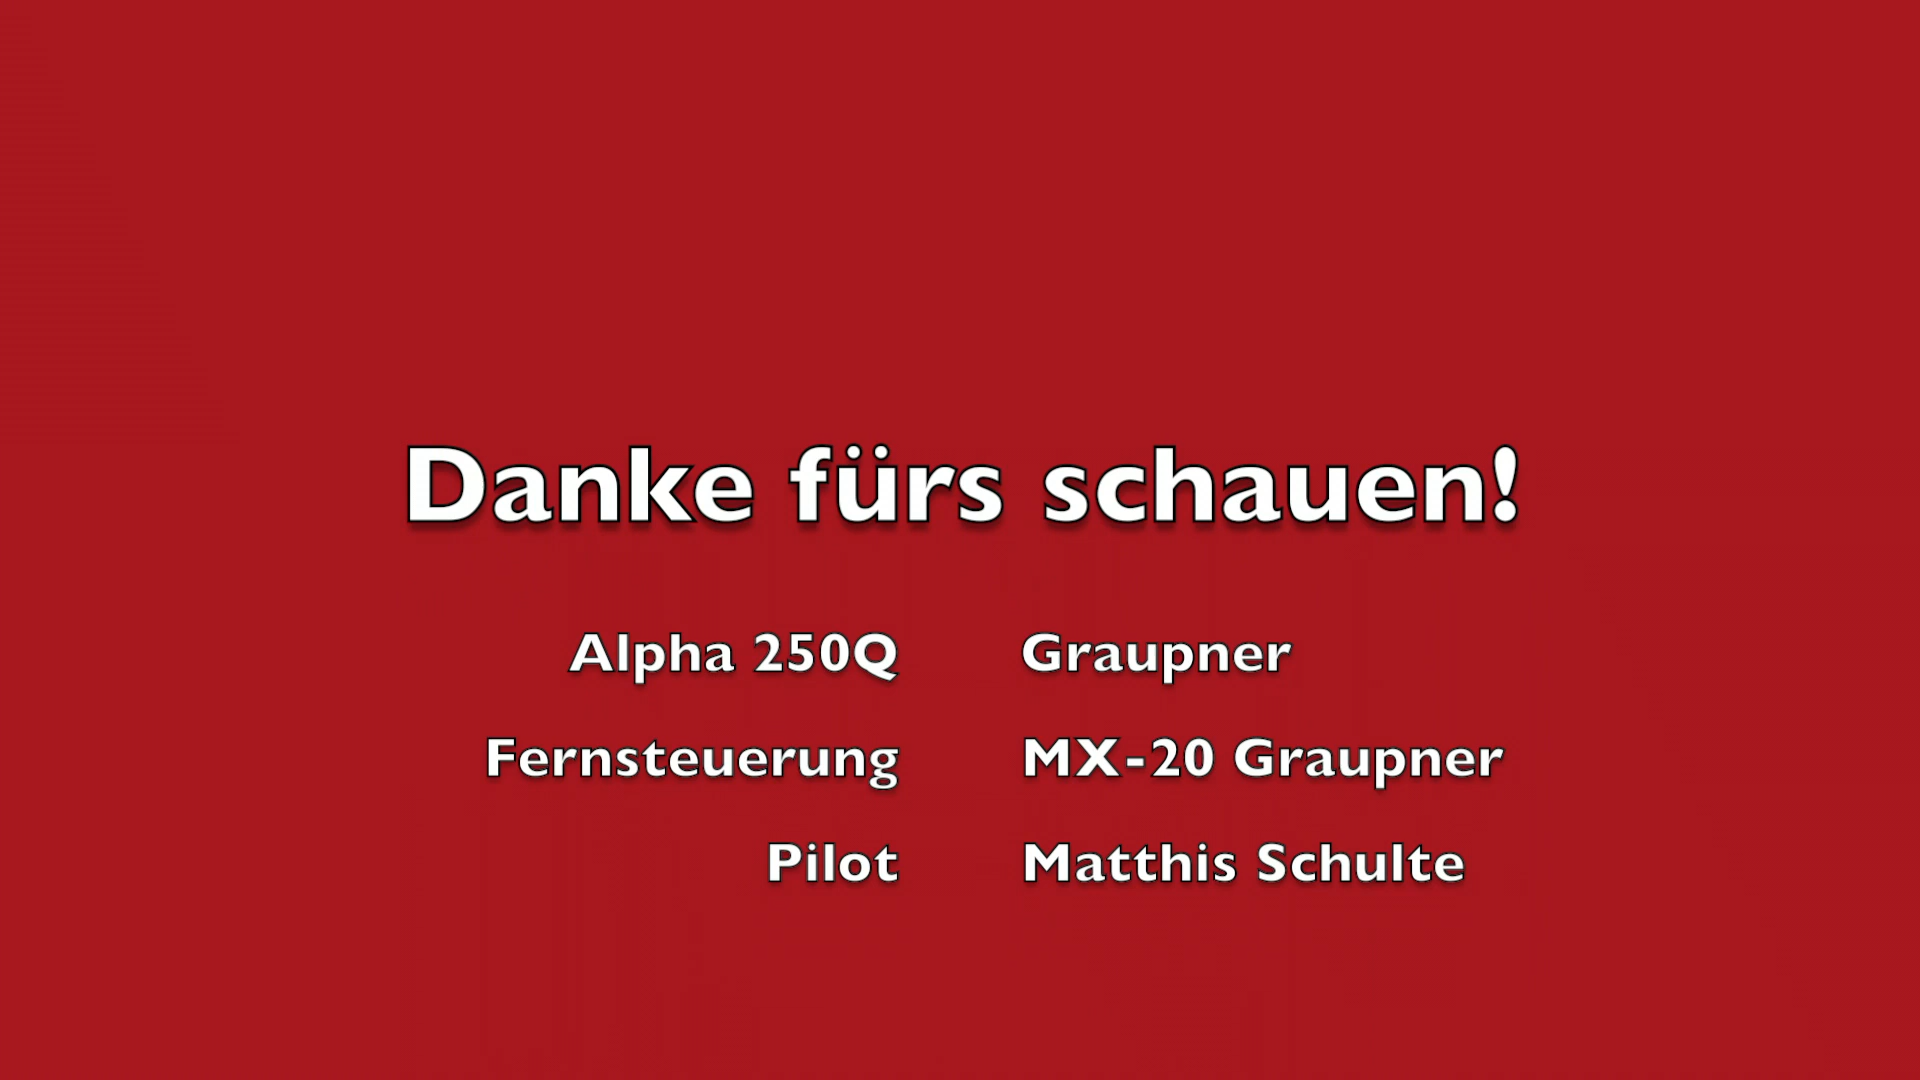 Danke fürs schauen!
Alpha 250Q Graupner
Fernsteuerung MX-20 Graupner
Pilot Matthis Schulte